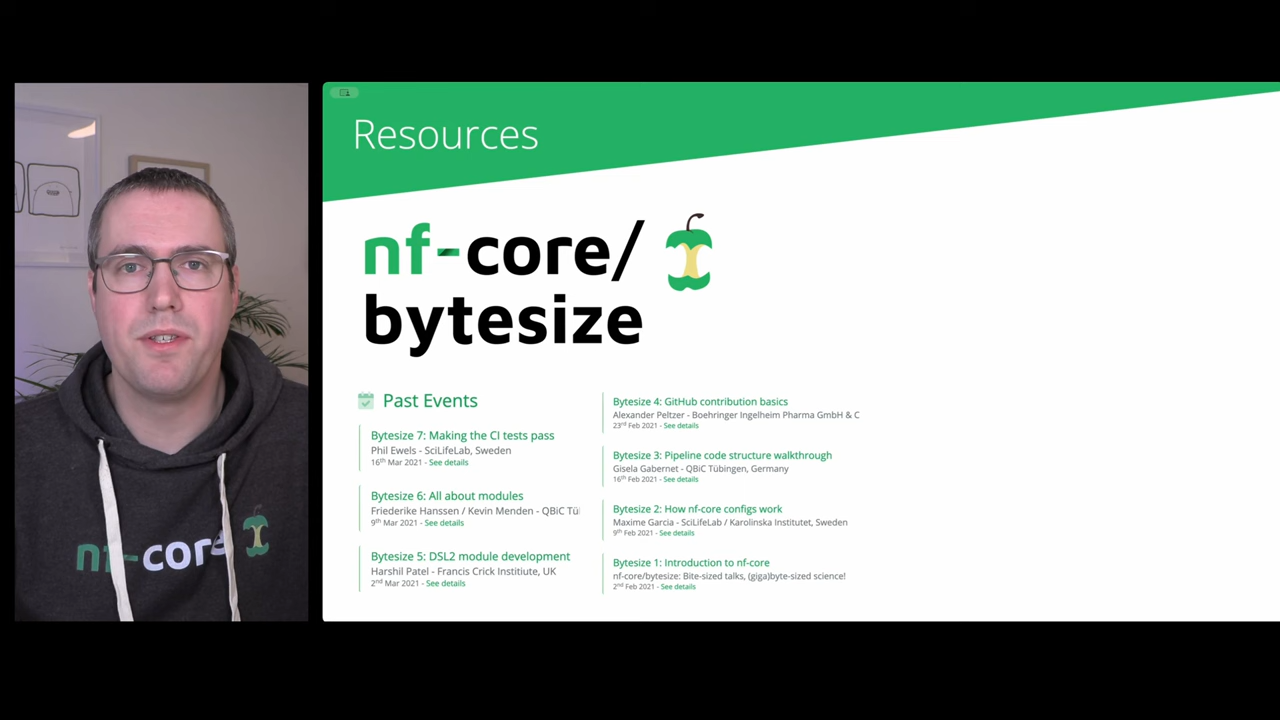 Resources
nf-core/
bytesize
Past Events
Bytesize 7: Making the CI tests pass
Phil Ewels - SciLifeLab, Sweden
16th Mar 2021 - See details
Bytesize 6: All about modules
Friederike Hanssen / Kevin Menden - QBiC Tü
9th Mar 2021 - See details
Bytesize 5: DSL2 module development
Harshil Patel - Francis Crick Institiute, UK
2nd Mar 2021 - See details
Bytesize 4: GitHub contribution basics
Alexander Peltzer - Boehringer Ingelheim Pharma GmbH & C
23rd Feb 2021 - See details
Bytesize 3: Pipeline code structure walkthrough
Gisela Gabernet - QBiC Tübingen, Germany
16th Feb 2021 - See details
Bytesize 2: How nf-core configs work
Maxime Garcia - SciLifeLab / Karolinska Institutet, Sweden
9th Feb 2021 - See details
Bytesize 1: Introduction to nf-core
nf-core/bytesize: Bite-sized talks, (giga)byte-sized science!
2nd Feb 2021 - See details
nf-core